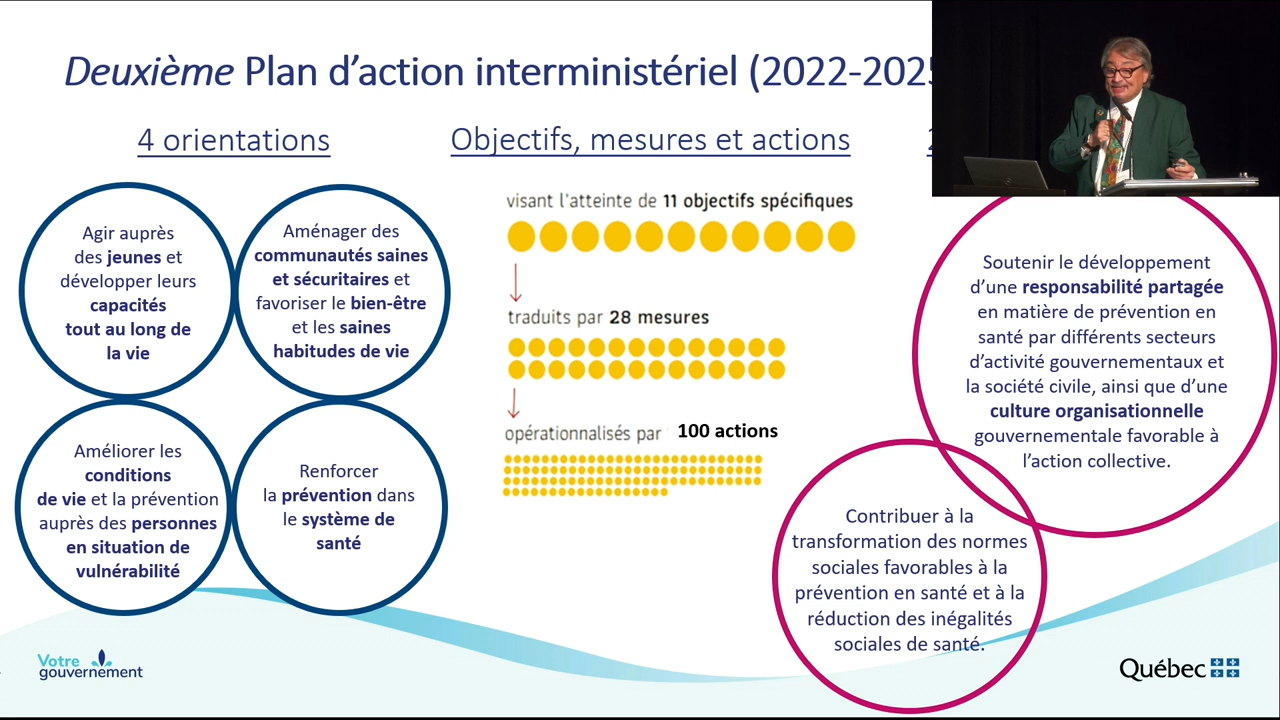 Deuxième Plan d'action interministériel (2022-2025
4 orientations
Objectifs, mesures et actions
Agir auprès
des jeunes et
développer leurs
capacités
tout au long de
la vie
Aménager des
communautés saines
et sécuritaires et
favoriser le bien-être
et les saines
habitudes de vie
Améliorer les
conditions
de vie et la prévention
auprès des personnes
en situation de
vulnérabilité
Renforcer
la prévention dans
le système de
santé
visant l'atteinte de 11 objectifs spécifiques
traduits par 28 mesures
opérationnalisés par 100 actions
Soutenir le développement
d'une responsabilité partagée
en matière de prévention en
santé par différents secteurs
d'activité gouvernementaux et
la société civile, ainsi que d'une
culture organisationnelle
gouvernementale favorable à
l'action collective.
Contribuer à la
transformation des normes
sociales favorables à la
prévention en santé et à la
réduction des inégalités
sociales de santé.
Votre
gouvernement
Québec